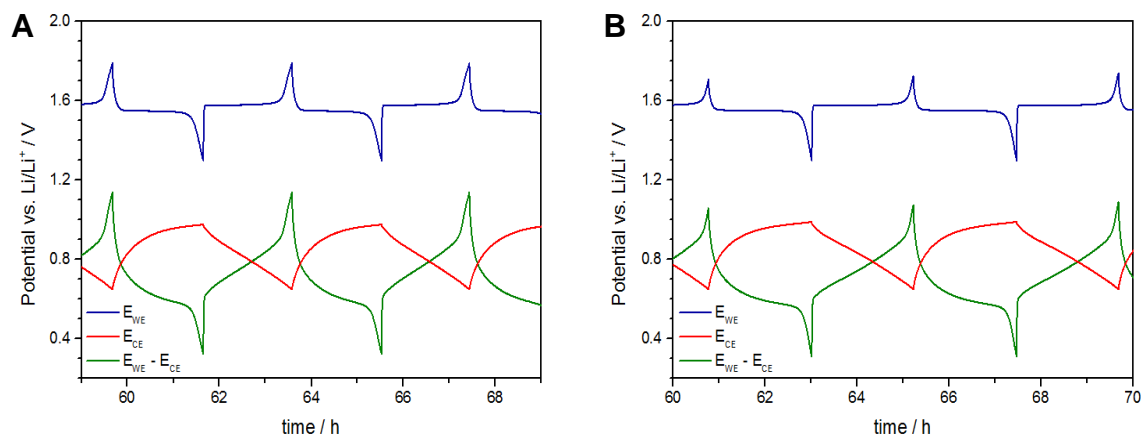 A
2.0
1.6
1.2
0.8
0.4
Potential vs. Li/Li⁺ / V
E_WE
E_CE
E_WE - E_CE
60 62 64 66 68
time / h
B
2.0
1.6
1.2
0.8
0.4
Potential vs. Li/Li⁺ / V
E_WE
E_CE
E_WE - E_CE
60 62 64 66 68 70
time / h